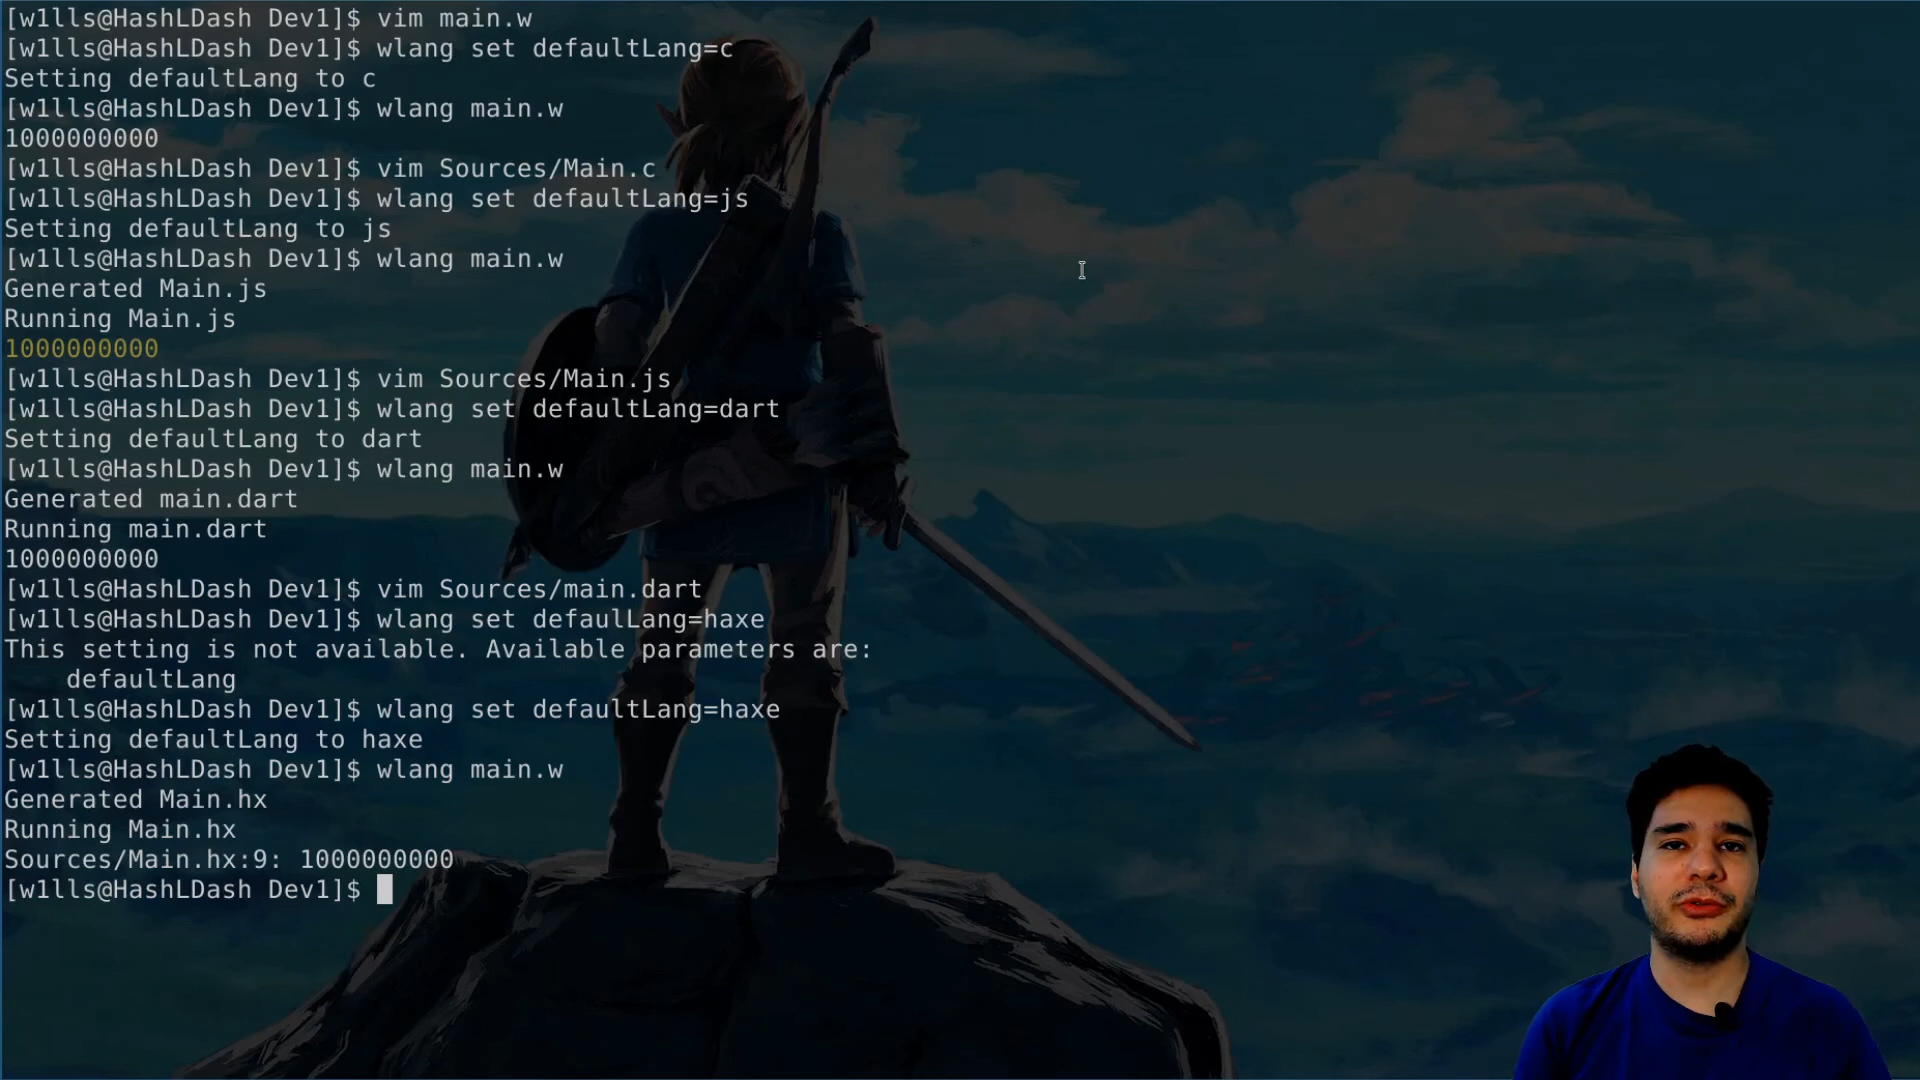 [w1lls@HashLDash Dev1]$ vim main.w
[w1lls@HashLDash Dev1]$ wlang set defaultLang=c
Setting defaultLang to c
[w1lls@HashLDash Dev1]$ wlang main.w
1000000000
[w1lls@HashLDash Dev1]$ vim Sources/Main.c
[w1lls@HashLDash Dev1]$ wlang set defaultLang=js
Setting defaultLang to js
[w1lls@HashLDash Dev1]$ wlang main.w
Generated Main.js
Running Main.js
1000000000
[w1lls@HashLDash Dev1]$ vim Sources/Main.js
[w1lls@HashLDash Dev1]$ wlang set defaultLang=dart
Setting defaultLang to dart
[w1lls@HashLDash Dev1]$ wlang main.w
Generated main.dart
Running main.dart
1000000000
[w1lls@HashLDash Dev1]$ vim Sources/main.dart
[w1lls@HashLDash Dev1]$ wlang set defaulLang=haxe
This setting is not available. Available parameters are:
    defaultLang
[w1lls@HashLDash Dev1]$ wlang set defaultLang=haxe
Setting defaultLang to haxe
[w1lls@HashLDash Dev1]$ wlang main.w
Generated Main.hx
Running Main.hx
Sources/Main.hx:9: 1000000000
[w1lls@HashLDash Dev1]$